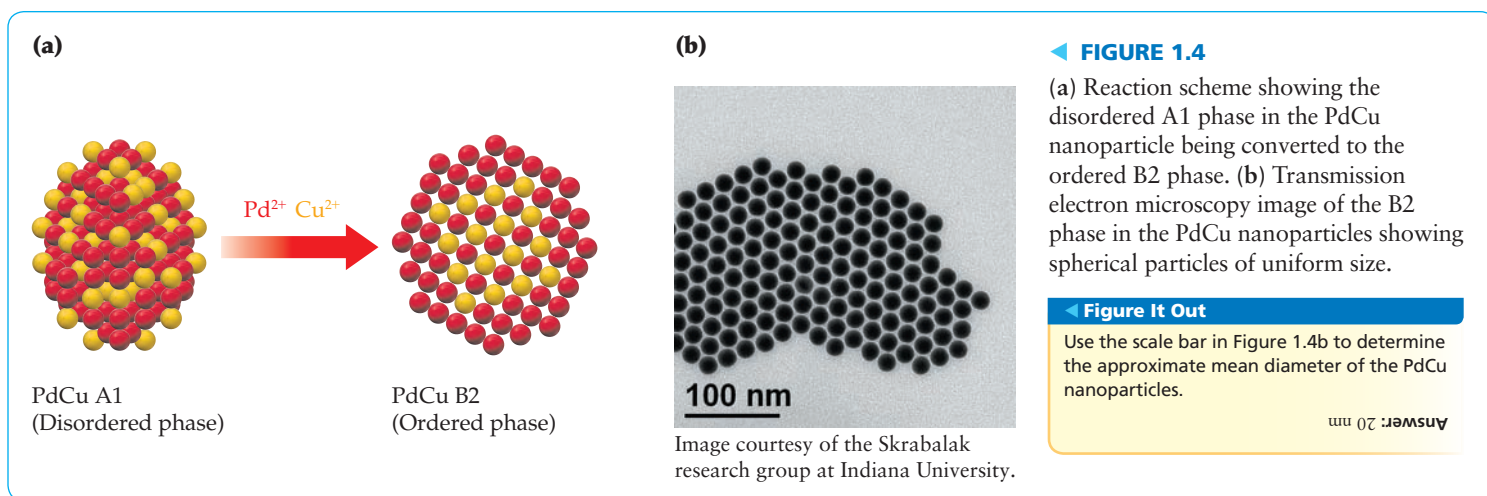 (a)
Pd²⁺ Cu²⁺
PdCu A1
(Disordered phase)
PdCu B2
(Ordered phase)
(b)
100 nm
Image courtesy of the Skrabalak
research group at Indiana University.
◀ FIGURE 1.4
(a) Reaction scheme showing the
disordered A1 phase in the PdCu
nanoparticle being converted to the
ordered B2 phase. (b) Transmission
electron microscopy image of the B2
phase in the PdCu nanoparticles showing
spherical particles of uniform size.
◀ Figure It Out
Use the scale bar in Figure 1.4b to determine
the approximate mean diameter of the PdCu
nanoparticles.
Answer: 20 nm